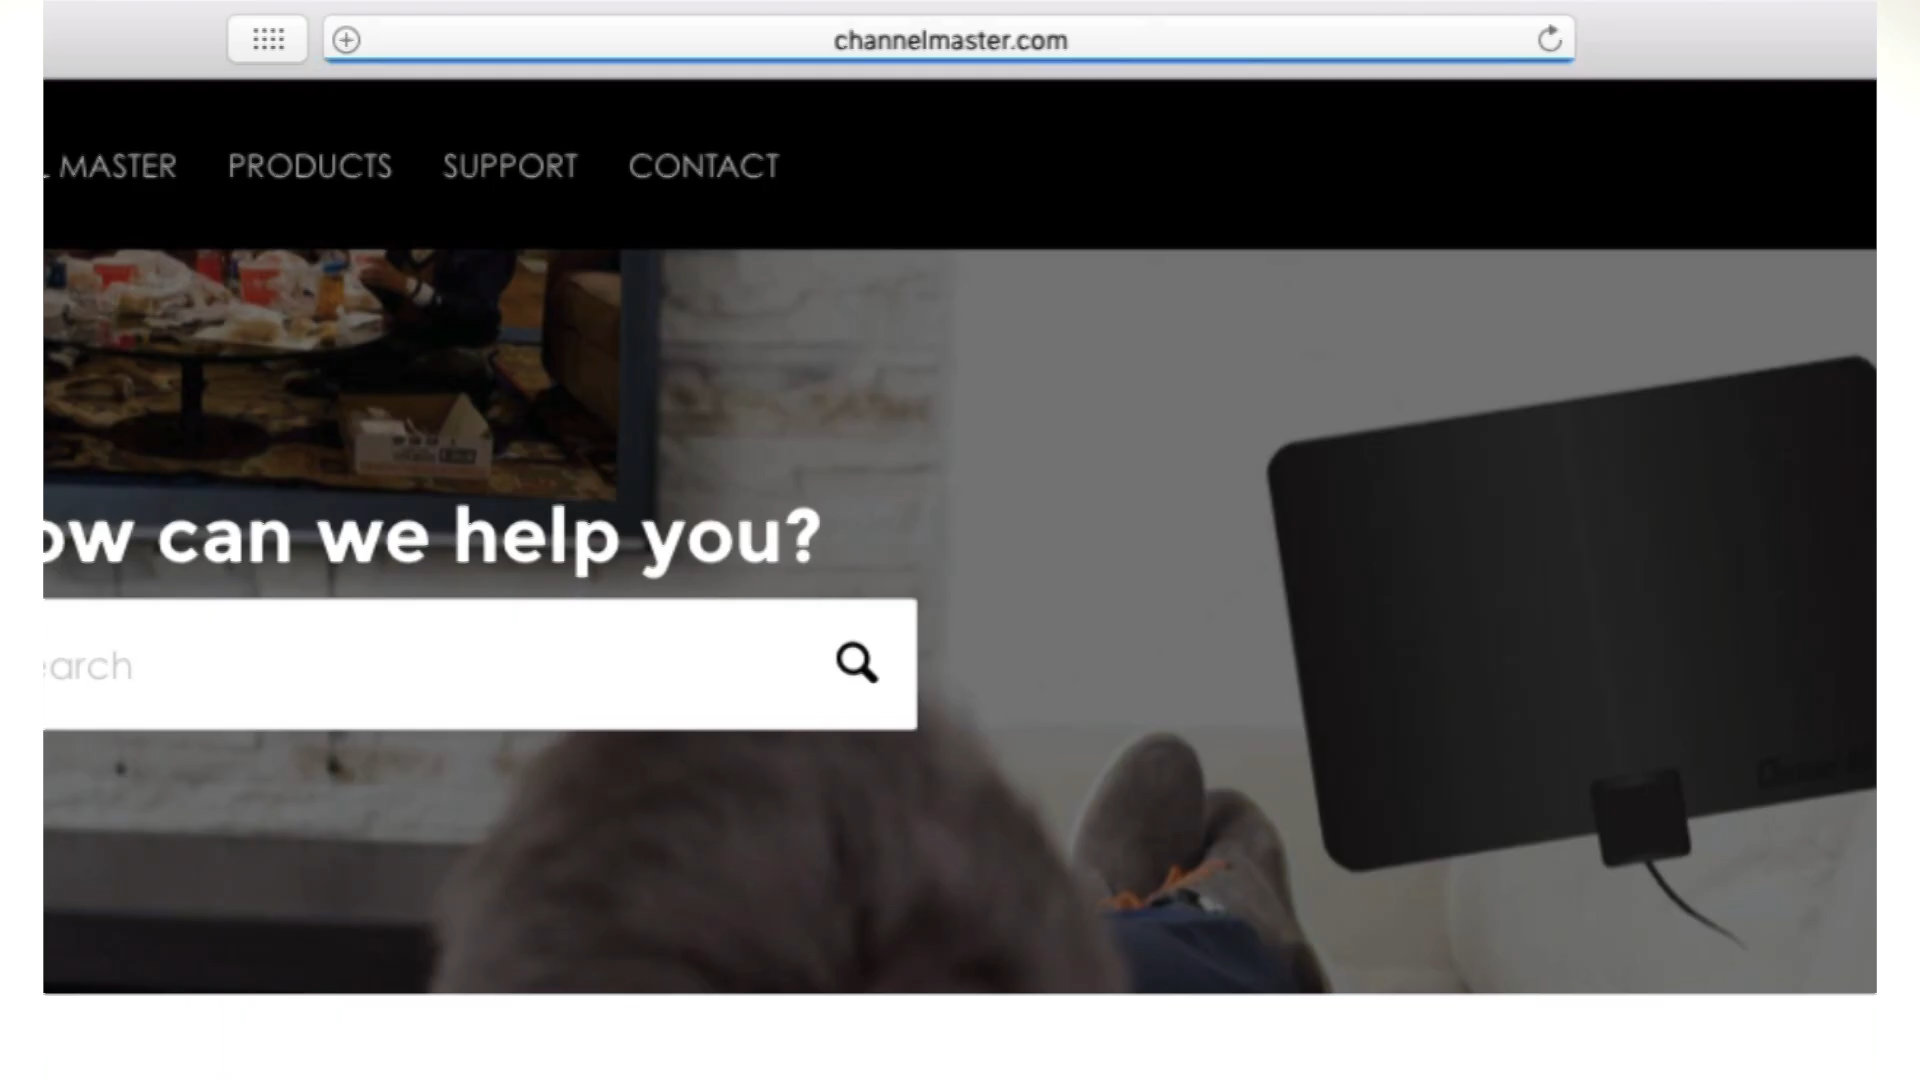 channelmaster.com
MASTER PRODUCTS SUPPORT CONTACT
ow can we help you?
earch